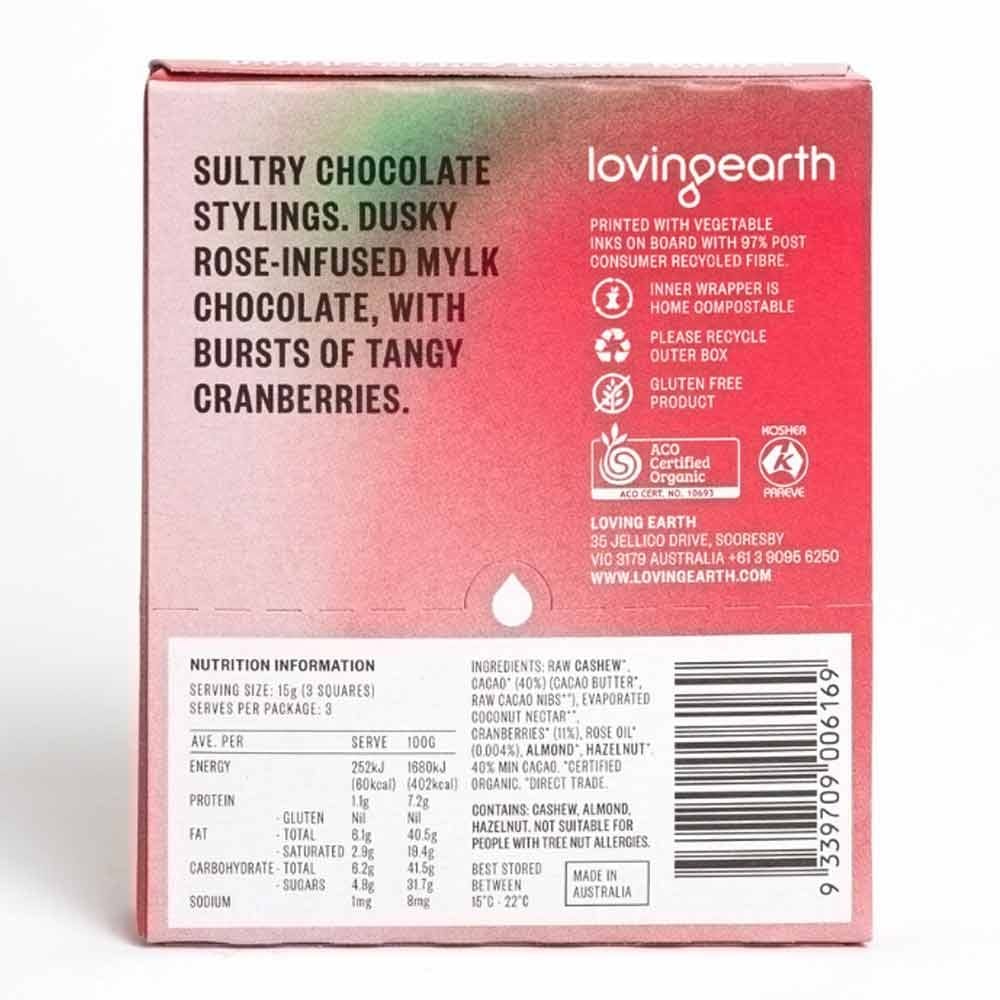 SULTRY CHOCOLATE
STYLINGS. DUSKY
ROSE-INFUSED MYLK
CHOCOLATE, WITH
BURSTS OF TANGY
CRANBERRIES.
lovingearth
PRINTED WITH VEGETABLE
INKS ON BOARD WITH 97% POST
CONSUMER RECYCLED FIBRE.
INNER WRAPPER IS
HOME COMPOSTABLE
PLEASE RECYCLE
OUTER BOX
GLUTEN FREE
PRODUCT
ACO
Certified
Organic
ACO CERT. NO. 10693
KOSHER
K
PAREVE
LOVING EARTH
35 JELLICO DRIVE, SCORESBY
VIC 3179 AUSTRALIA +61 3 9095 6250
WWW.LOVINGEARTH.COM
NUTRITION INFORMATION
SERVING SIZE: 15g (3 SQUARES)
SERVES PER PACKAGE: 3
AVE. PER SERVE 100G
ENERGY 252kJ 1680kJ
(60kcal) (402kcal)
PROTEIN 1.1g 7.2g
- GLUTEN Nil Nil
FAT - TOTAL 6.1g 40.5g
- SATURATED 2.9g 19.4g
CARBOHYDRATE - TOTAL 6.2g 41.5g
- SUGARS 4.8g 31.7g
SODIUM 1mg 8mg
INGREDIENTS: RAW CASHEW*,
CACAO* (40%) (CACAO BUTTER*,
RAW CACAO NIBS*^), EVAPORATED
COCONUT NECTAR*^,
CRANBERRIES* (11%), ROSE OIL*
(0.004%), ALMOND*, HAZELNUT*.
40% MIN CACAO. *CERTIFIED
ORGANIC. ^DIRECT TRADE.
CONTAINS: CASHEW, ALMOND,
HAZELNUT. NOT SUITABLE FOR
PEOPLE WITH TREE NUT ALLERGIES.
BEST STORED
BETWEEN
15°C - 22°C
MADE IN
AUSTRALIA
9 339709 006169